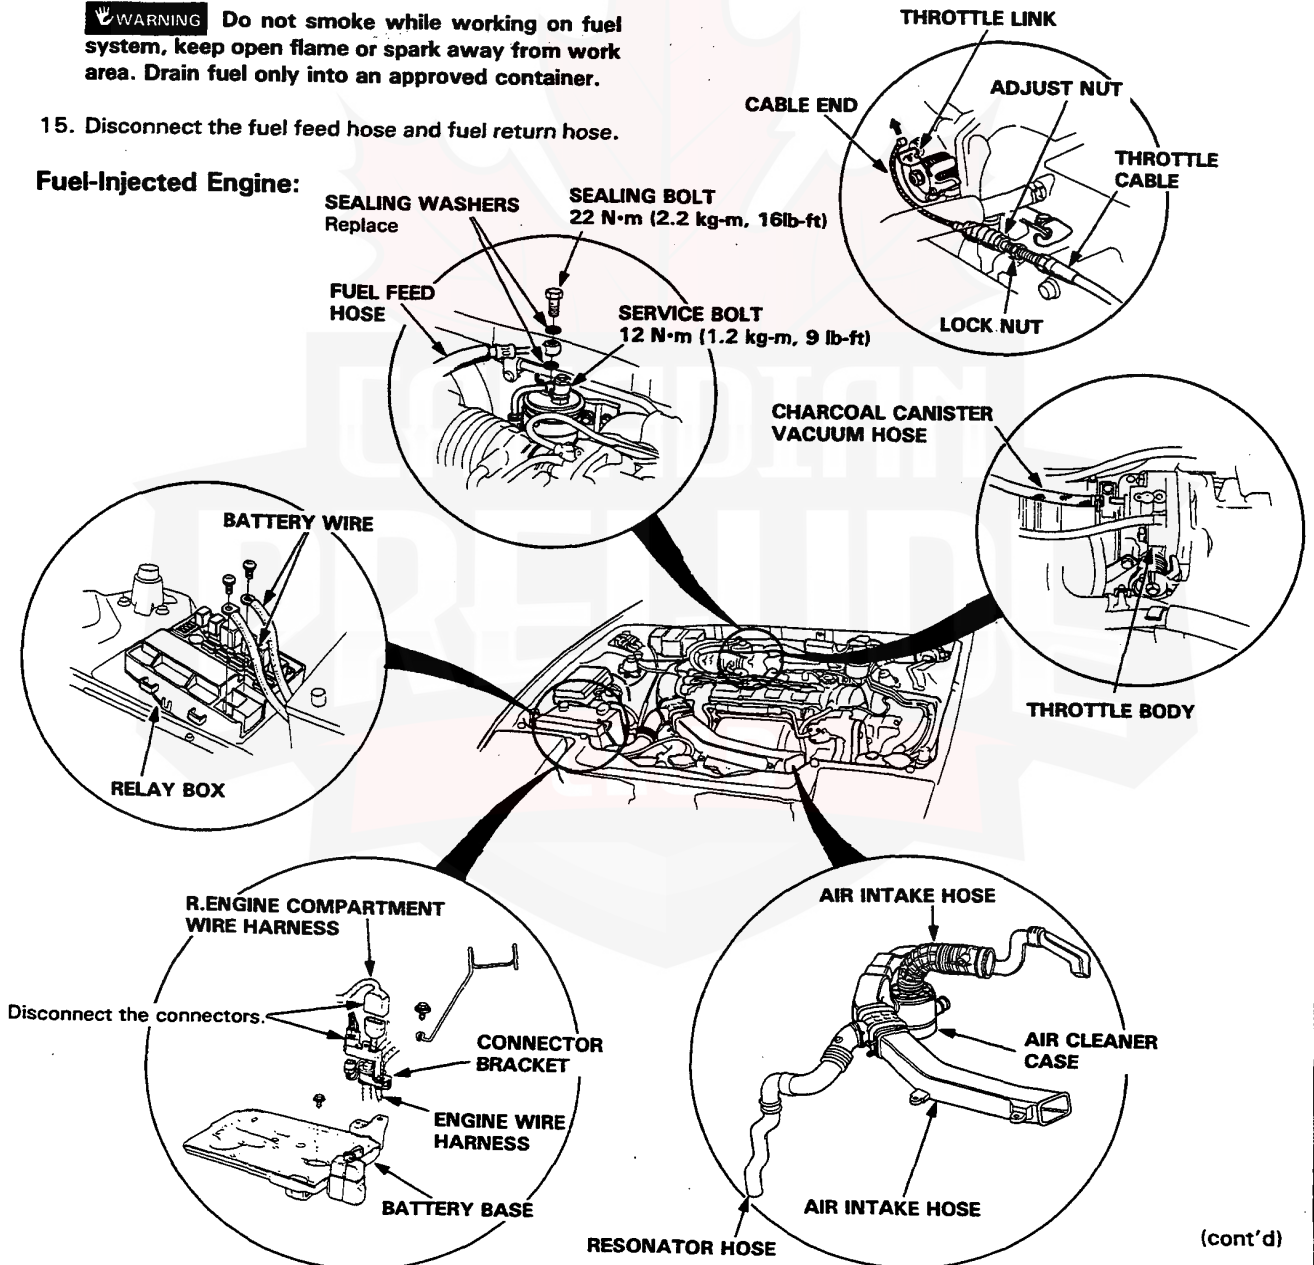 WARNING Do not smoke while working on fuel
system, keep open flame or spark away from work
area. Drain fuel only into an approved container.
15. Disconnect the fuel feed hose and fuel return hose.
Fuel-Injected Engine:
THROTTLE LINK
ADJUST NUT
CABLE END
THROTTLE
CABLE
LOCK NUT
SEALING WASHERS
Replace
SEALING BOLT
22 N·m (2.2 kg-m, 16lb-ft)
FUEL FEED
HOSE
SERVICE BOLT
12 N·m (1.2 kg-m, 9 lb-ft)
CHARCOAL CANISTER
VACUUM HOSE
THROTTLE BODY
BATTERY WIRE
RELAY BOX
R.ENGINE COMPARTMENT
WIRE HARNESS
Disconnect the connectors.
CONNECTOR
BRACKET
ENGINE WIRE
HARNESS
BATTERY BASE
AIR INTAKE HOSE
AIR CLEANER
CASE
AIR INTAKE HOSE
RESONATOR HOSE
(cont'd)
CANADIAN
PRELUDE